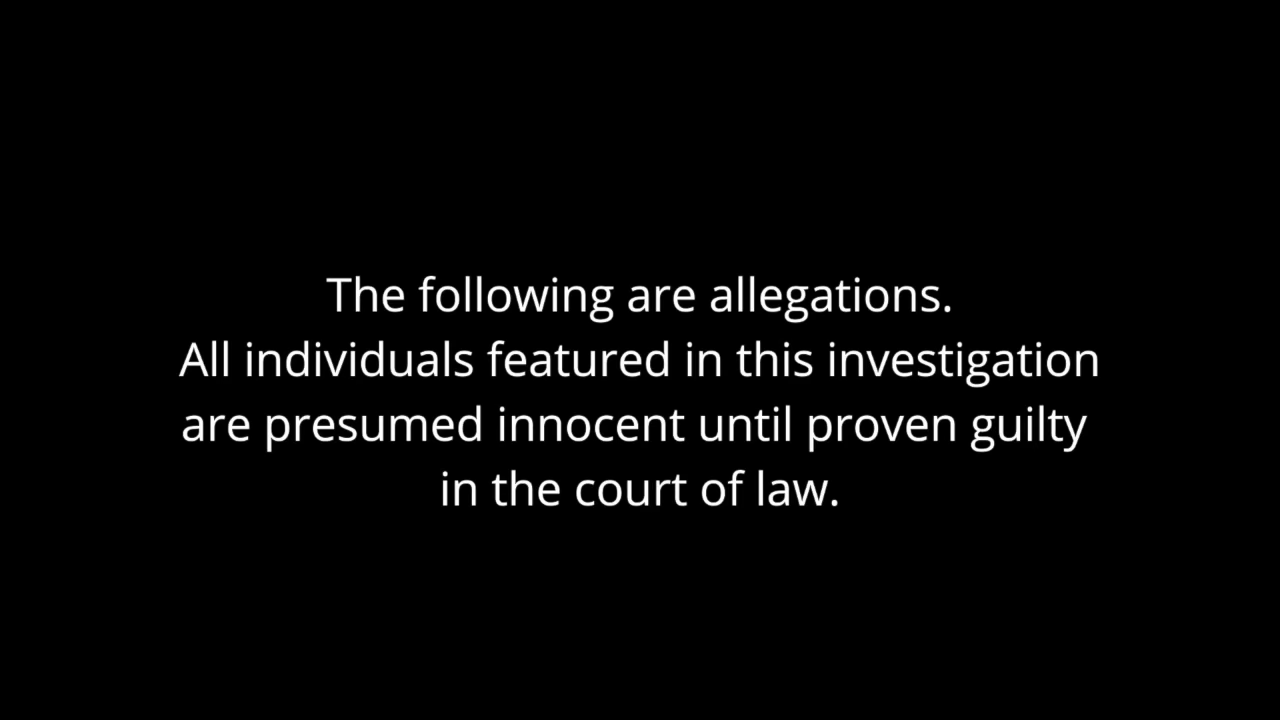 The following are allegations.
All individuals featured in this investigation
are presumed innocent until proven guilty
in the court of law.